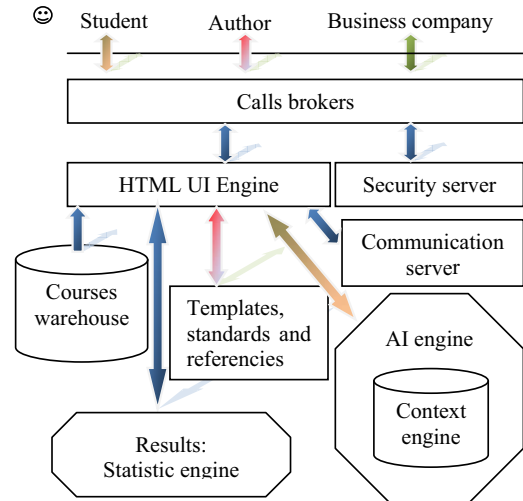 Student Author Business company
Calls brokers
HTML UI Engine
Security server
Communication
server
Courses
warehouse
Templates,
standards and
referencies
AI engine
Context
engine
Results:
Statistic engine